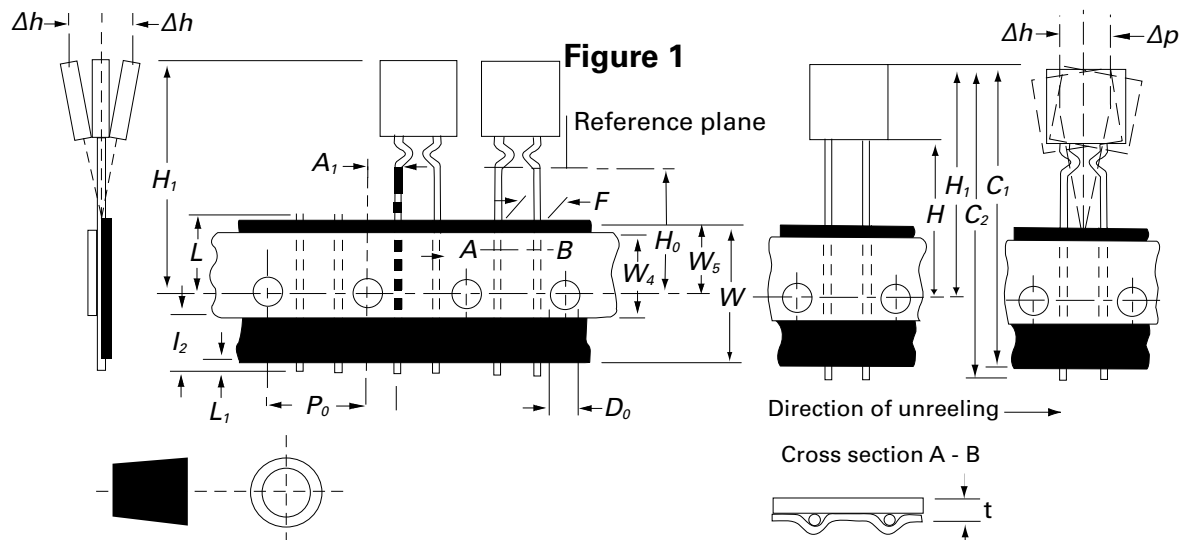 Δh
Δh
Figure 1
Δh
Δp
Reference plane
A1
H1
F
L
A
B
H0
W4
W5
W
H
H1
C2
C1
I2
L1
P0
D0
Direction of unreeling
Cross section A - B
t